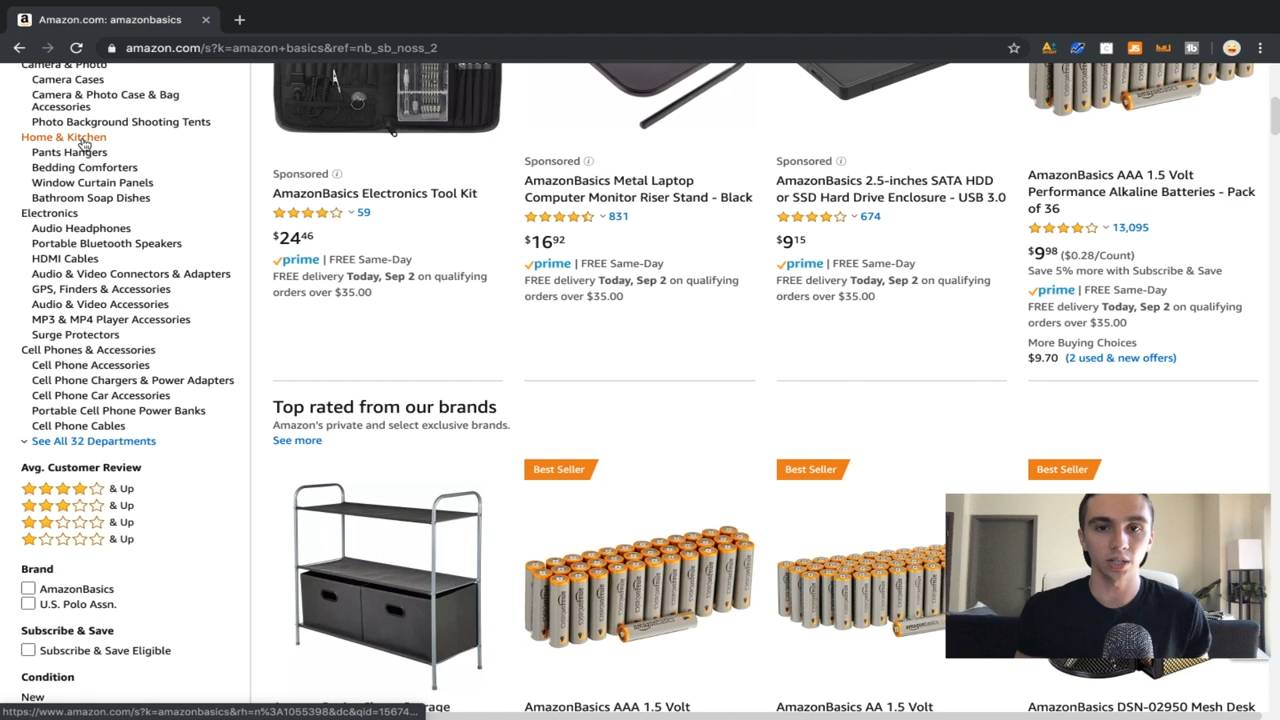 Amazon.com: amazonbasics
amazon.com/s?k=amazon+basics&ref=nb_sb_noss_2
Camera & Photo
Camera Cases
Camera & Photo Case & Bag
Accessories
Photo Background Shooting Tents
Home & Kitchen
Pants Hangers
Bedding Comforters
Window Curtain Panels
Bathroom Soap Dishes
Electronics
Audio Headphones
Portable Bluetooth Speakers
HDMI Cables
Audio & Video Connectors & Adapters
GPS, Finders & Accessories
Audio & Video Accessories
MP3 & MP4 Player Accessories
Surge Protectors
Cell Phones & Accessories
Cell Phone Accessories
Cell Phone Chargers & Power Adapters
Cell Phone Car Accessories
Portable Cell Phone Power Banks
Cell Phone Cables
See All 32 Departments
Avg. Customer Review
& Up
& Up
& Up
& Up
Brand
AmazonBasics
U.S. Polo Assn.
Subscribe & Save
Subscribe & Save Eligible
Condition
New
https://www.amazon.com/s?k=amazonbasics&rh=n%3A1055398&dc&qid=15674...
Sponsored
AmazonBasics Electronics Tool Kit
59
$24 46
prime | FREE Same-Day
FREE delivery Today, Sep 2 on qualifying
orders over $35.00
Sponsored
AmazonBasics Metal Laptop
Computer Monitor Riser Stand - Black
831
$16 92
prime | FREE Same-Day
FREE delivery Today, Sep 2 on qualifying
orders over $35.00
Sponsored
AmazonBasics 2.5-inches SATA HDD
or SSD Hard Drive Enclosure - USB 3.0
674
$9 15
prime | FREE Same-Day
FREE delivery Today, Sep 2 on qualifying
orders over $35.00
AmazonBasics AAA 1.5 Volt
Performance Alkaline Batteries - Pack
of 36
13,095
$9 98 ($0.28/Count)
Save 5% more with Subscribe & Save
prime | FREE Same-Day
FREE delivery Today, Sep 2 on qualifying
orders over $35.00
More Buying Choices
$9.70 (2 used & new offers)
Top rated from our brands
Amazon's private and select exclusive brands.
See more
Best Seller
Best Seller
Best Seller
AmazonBasics AAA 1.5 Volt
AmazonBasics AA 1.5 Volt
AmazonBasics DSN-02950 Mesh Desk